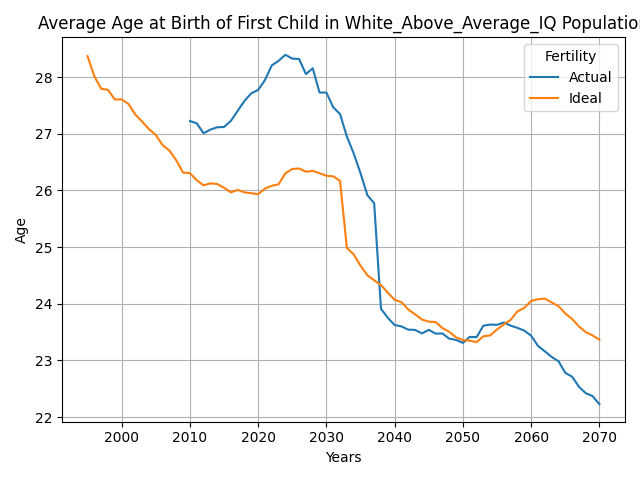 Average Age at Birth of First Child in White_Above_Average_IQ Population
Fertility
Actual
Ideal
Age
28
27
26
25
24
23
22
2000
2010
2020
2030
2040
2050
2060
2070
Years